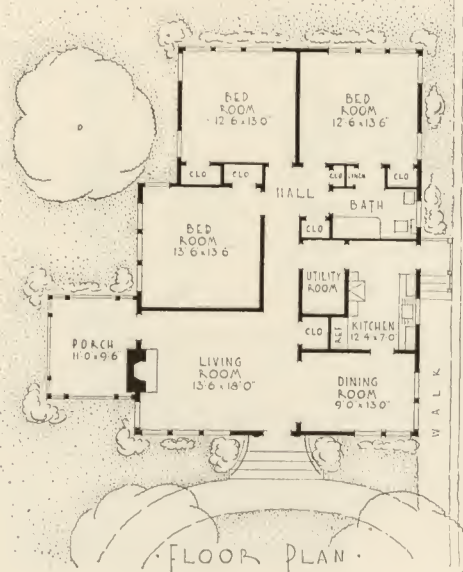 BED
ROOM
12'6 x 13'0"
BED
ROOM
12'6 x 13'6"
CLO
CLO
CLO
LINEN
CLO
HALL
BATH
CLO
BED
ROOM
13'6 x 13'6"
UTILITY
ROOM
PORCH
11'0 x 9'6
CLO
REF.
KITCHEN
12'4 x 7'0"
LIVING
ROOM
13'6 x 18'0"
DINING
ROOM
9'0" x 13'0"
WALK
·FLOOR PLAN·